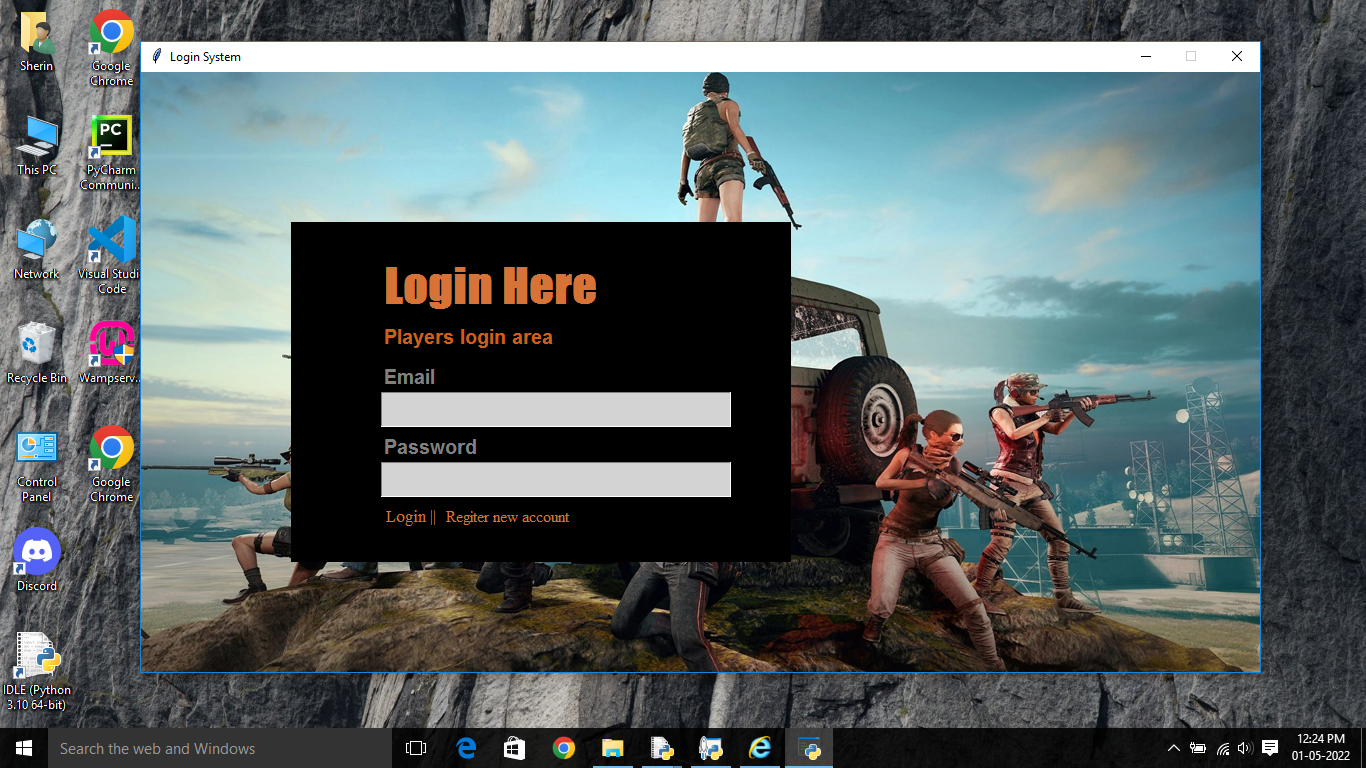 Login System
Login Here
Players login area
Email
Password
Login || Regiter new account
Sherin
Google
Chrome
This PC
PC
PyCharm
Communi...
Network
Visual Studi
Code
Recycle Bin
Wampserv...
Control
Panel
Google
Chrome
Discord
IDLE (Python
3.10 64-bit)
Search the web and Windows
12:24 PM
01-05-2022